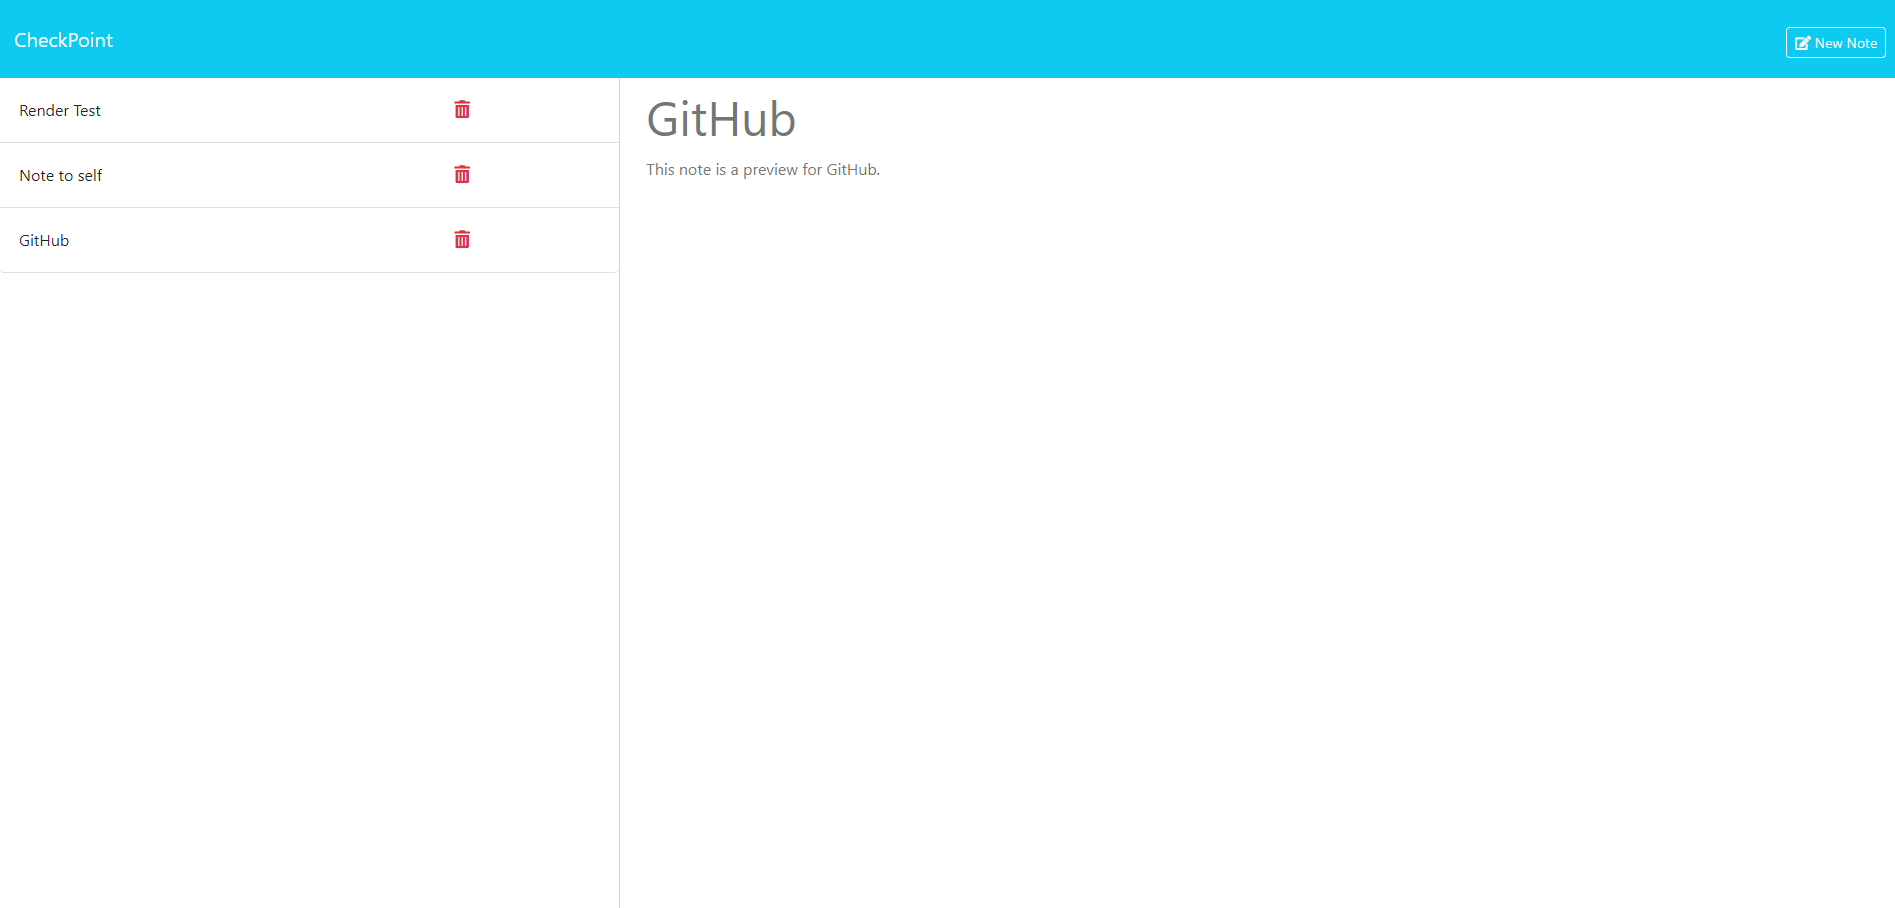 CheckPoint
New Note
Render Test
Note to self
GitHub
GitHub
This note is a preview for GitHub.